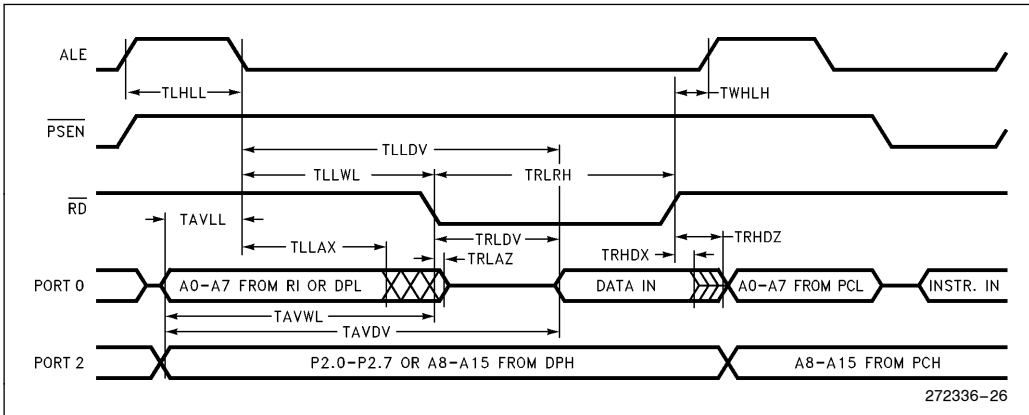 ALE
TLHLL
TWHLH
PSEN
TLLDV
TLLWL
TRLRH
RD
TAVLL
TLLAX
TRLDV
TRLAZ
TRHDX
TRHDZ
PORT 0
A0-A7 FROM RI OR DPL
DATA IN
A0-A7 FROM PCL
INSTR. IN
TAVWL
TAVDV
PORT 2
P2.0-P2.7 OR A8-A15 FROM DPH
A8-A15 FROM PCH
272336-26